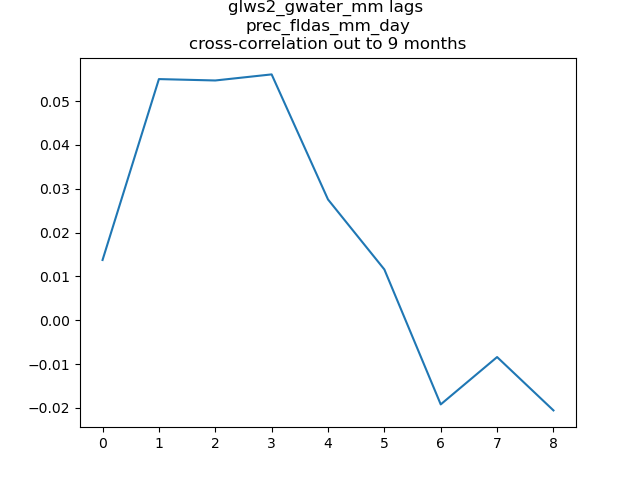 glws2_gwater_mm lags
prec_fldas_mm_day
cross-correlation out to 9 months
0.05
0.04
0.03
0.02
0.01
0.00
−0.01
−0.02
0 1 2 3 4 5 6 7 8